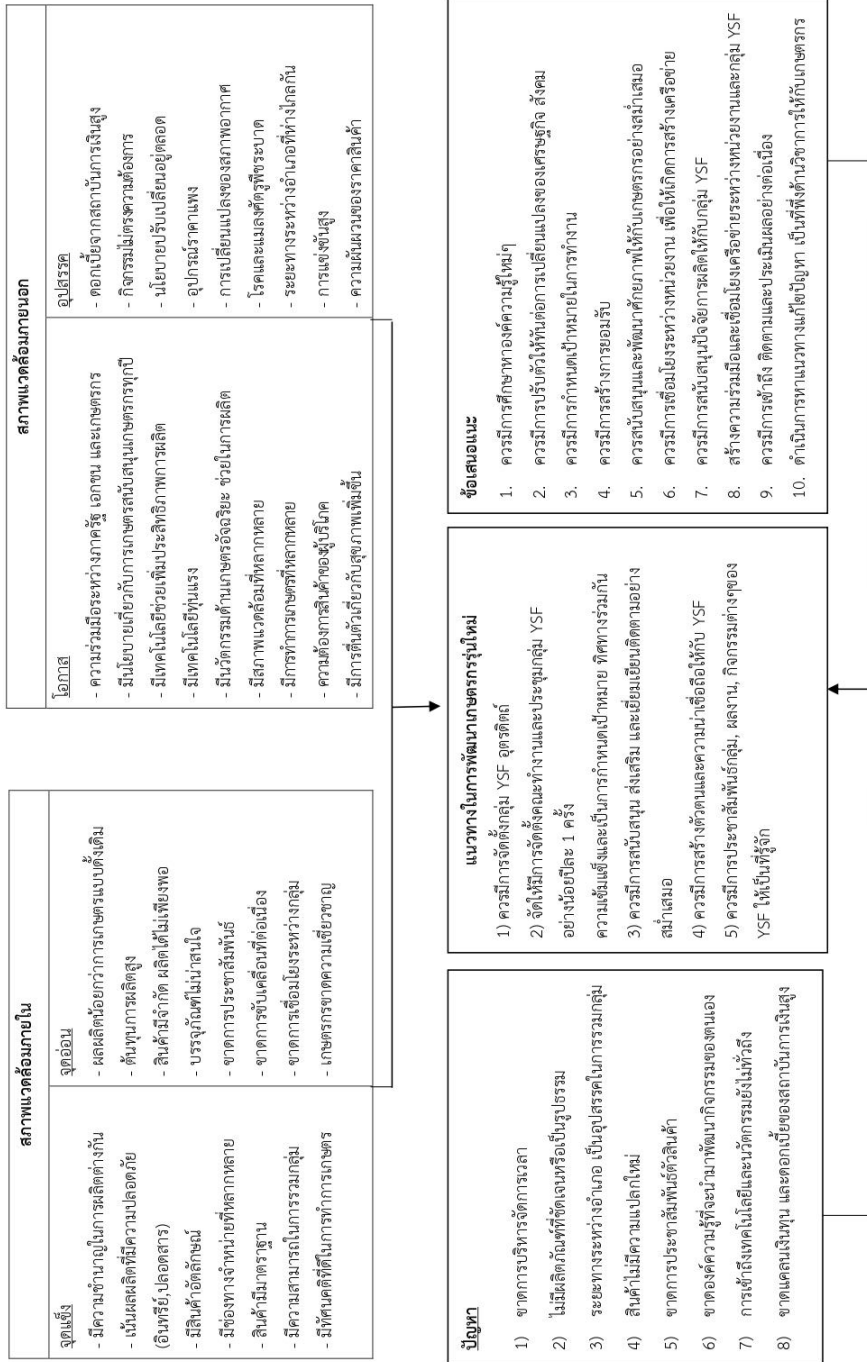 สภาพแวดล้อมภายใน
จุดแข็ง
- มีความชำนาญในการผลิตต่างกัน
- เน้นผลผลิตที่มีความปลอดภัย
(อินทรีย์,ปลอดสาร)
- มีสินค้าอัตลักษณ์
- มีช่องทางจำหน่ายที่หลากหลาย
- สินค้ามีมาตราฐาน
- มีความสามารถในการรวมกลุ่ม
- มีทัศนคติที่ดีในการทำการเกษตร
จุดอ่อน
- ผลผลิตน้อยกว่าการเกษตรแบบดั้งเดิม
- ต้นทุนการผลิตสูง
- สินค้ามีจำกัด ผลิตได้ไม่เพียงพอ
- บรรจุภัณฑ์ไม่น่าสนใจ
- ขาดการประชาสัมพันธ์
- ขาดการขับเคลื่อนที่ต่อเนื่อง
- ขาดการเชื่อมโยงระหว่างกลุ่ม
- เกษตรกรขาดความเชี่ยวชาญ
สภาพแวดล้อมภายนอก
โอกาส
- ความร่วมมือระหว่างภาครัฐ เอกชน และเกษตรกร
- มีนโยบายเกี่ยวกับการเกษตรสนับสนุนเกษตรกรทุกปี
- มีเทคโนโลยีช่วยเพิ่มประสิทธิภาพการผลิต
- มีเทคโนโลยีทุ่นแรง
- มีนวัตกรรมด้านเกษตรอัจฉริยะ ช่วยในการผลิต
- มีสภาพแวดล้อมที่หลากหลาย
- มีการทำการเกษตรที่หลากหลาย
- ความต้องการสินค้าของผู้บริโภค
- มีการตื่นตัวเกี่ยวกับสุขภาพเพิ่มขึ้น
อุปสรรค
- ดอกเบี้ยจากสถาบันการเงินสูง
- กิจกรรมไม่ตรงความต้องการ
- นโยบายปรับเปลี่ยนอยู่ตลอด
- อุปกรณ์ราคาแพง
- การเปลี่ยนแปลงของสภาพอากาศ
- โรคและแมลงศัตรูพืชระบาด
- ระยะทางระหว่างอำเภอที่ห่างไกลกัน
- การแข่งขันสูง
- ความผันผวนของราคาสินค้า
ปัญหา
1) ขาดการบริหารจัดการเวลา
2) ไม่มีผลิตภัณฑ์ที่ชัดเจนหรือเป็นรูปธรรม
3) ระยะทางระหว่างอำเภอ เป็นอุปสรรคในการรวมกลุ่ม
4) สินค้าไม่มีความแปลกใหม่
5) ขาดการประชาสัมพันธ์ตัวสินค้า
6) ขาดองค์ความรู้ที่จะนำมาพัฒนากิจกรรมของตนเอง
7) การเข้าถึงเทคโนโลยีและนวัตกรรมยังไม่ทั่วถึง
8) ขาดแคลนเงินทุน และดอกเบี้ยของสถาบันการเงินสูง
แนวทางในการพัฒนาเกษตรกรรุ่นใหม่
1) ควรมีการจัดตั้งกลุ่ม YSF อุตรดิตถ์
2) จัดให้มีการจัดตั้งคณะทำงานและประชุมกลุ่ม YSF
อย่างน้อยปีละ 1 ครั้ง
ความเข้มแข็งและเป็นการกำหนดเป้าหมาย ทิศทางร่วมกัน
3) ควรมีการสนับสนุน ส่งเสริม และเยี่ยมเยียนติดตามอย่าง
สม่ำเสมอ
4) ควรมีการสร้างตัวตนและความน่าเชื่อถือให้กับ YSF
5) ควรมีการประชาสัมพันธ์กลุ่ม, ผลงาน, กิจกรรมต่างๆของ
YSF ให้เป็นที่รู้จัก
ข้อเสนอแนะ
1. ควรมีการศึกษาหาองค์ความรู้ใหม่ๆ
2. ควรมีการปรับตัวให้ทันต่อการเปลี่ยนแปลงของเศรษฐกิจ สังคม
3. ควรมีการกำหนดเป้าหมายในการทำงาน
4. ควรมีการสร้างการยอมรับ
5. ควรสนับสนุนและพัฒนาศักยภาพให้กับเกษตรกรอย่างสม่ำเสมอ
6. ควรมีการเชื่อมโยงระหว่างหน่วยงาน เพื่อให้เกิดการสร้างเครือข่าย
7. ควรมีการสนับสนุนปัจจัยการผลิตให้กับกลุ่ม YSF
8. สร้างความร่วมมือและเชื่อมโยงเครือข่ายระหว่างหน่วยงานและกลุ่ม YSF
9. ควรมีการเข้าถึง ติดตามและประเมินผลอย่างต่อเนื่อง
10. ดำเนินการหาแนวทางแก้ไขปัญหา เป็นที่พึ่งด้านวิชาการให้กับเกษตรกร